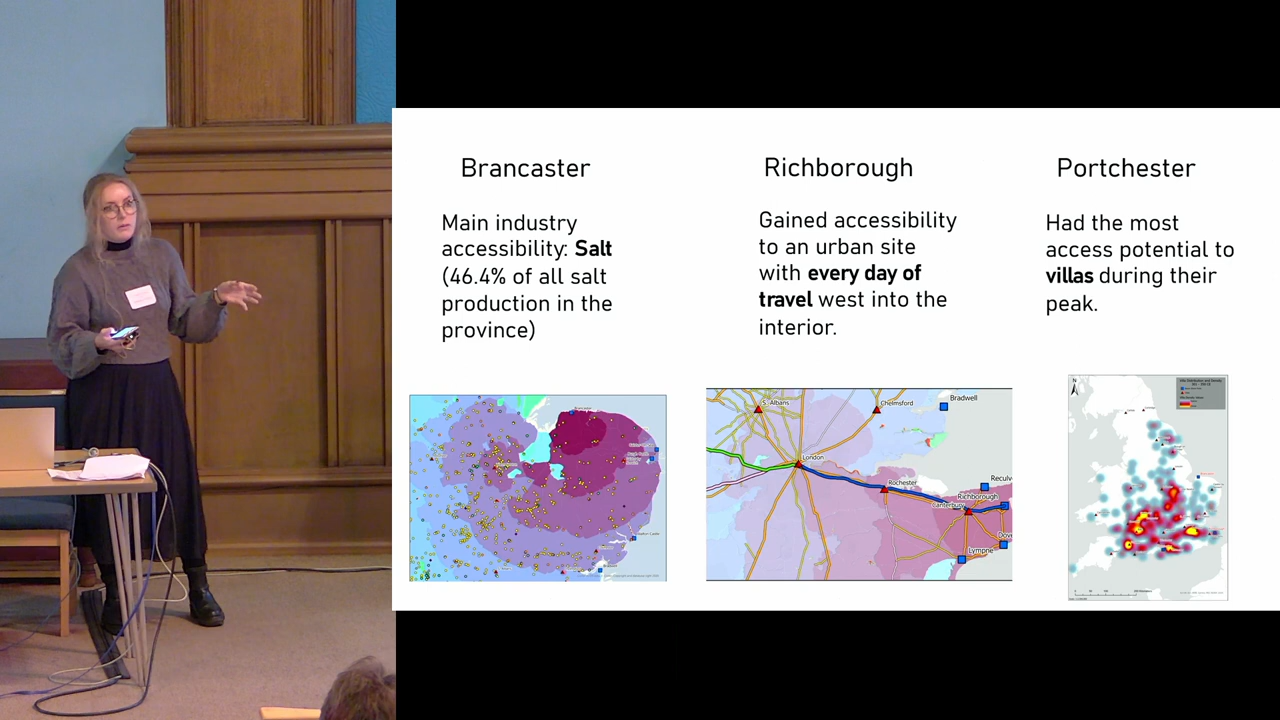 Brancaster
Main industry
accessibility: Salt
(46.4% of all salt
production in the
province)
Richborough
Gained accessibility
to an urban site
with every day of
travel west into the
interior.
Portchester
Had the most
access potential to
villas during their
peak.
S. Albans
Chelmsford
Bradwell
London
Rochester
Reculv
Richborough
Canterbury
Dove
Lympne
N